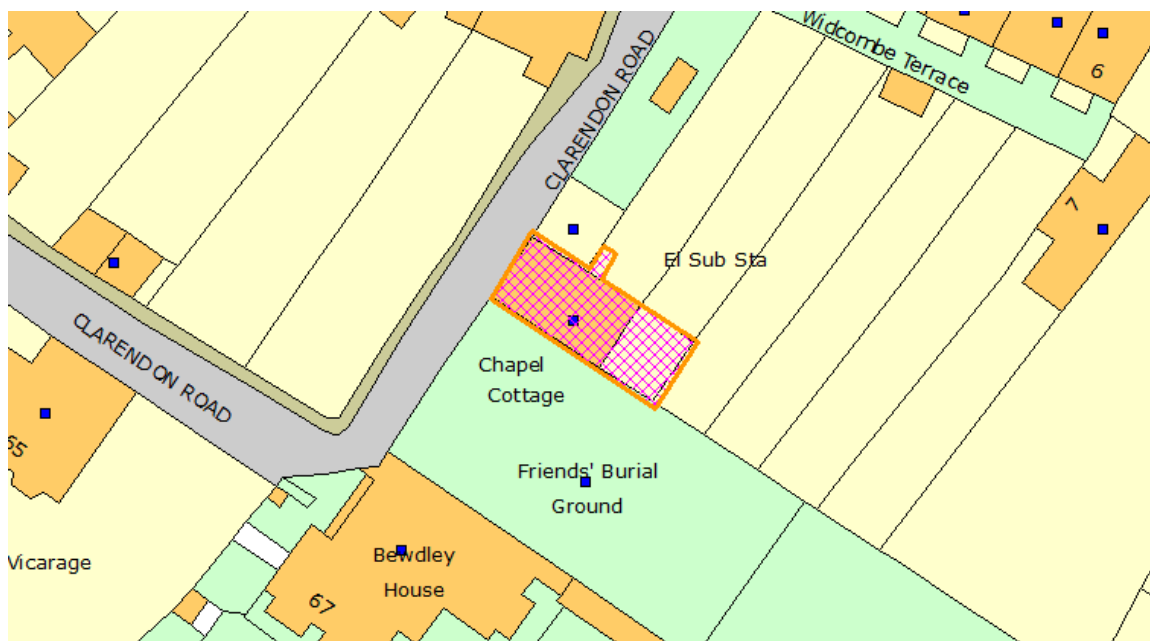 Widcombe Terrace
6
CLARENDON ROAD
7
El Sub Sta
CLARENDON ROAD
Chapel
Cottage
65
Friends' Burial
Ground
Vicarage
Bewdley
House
67